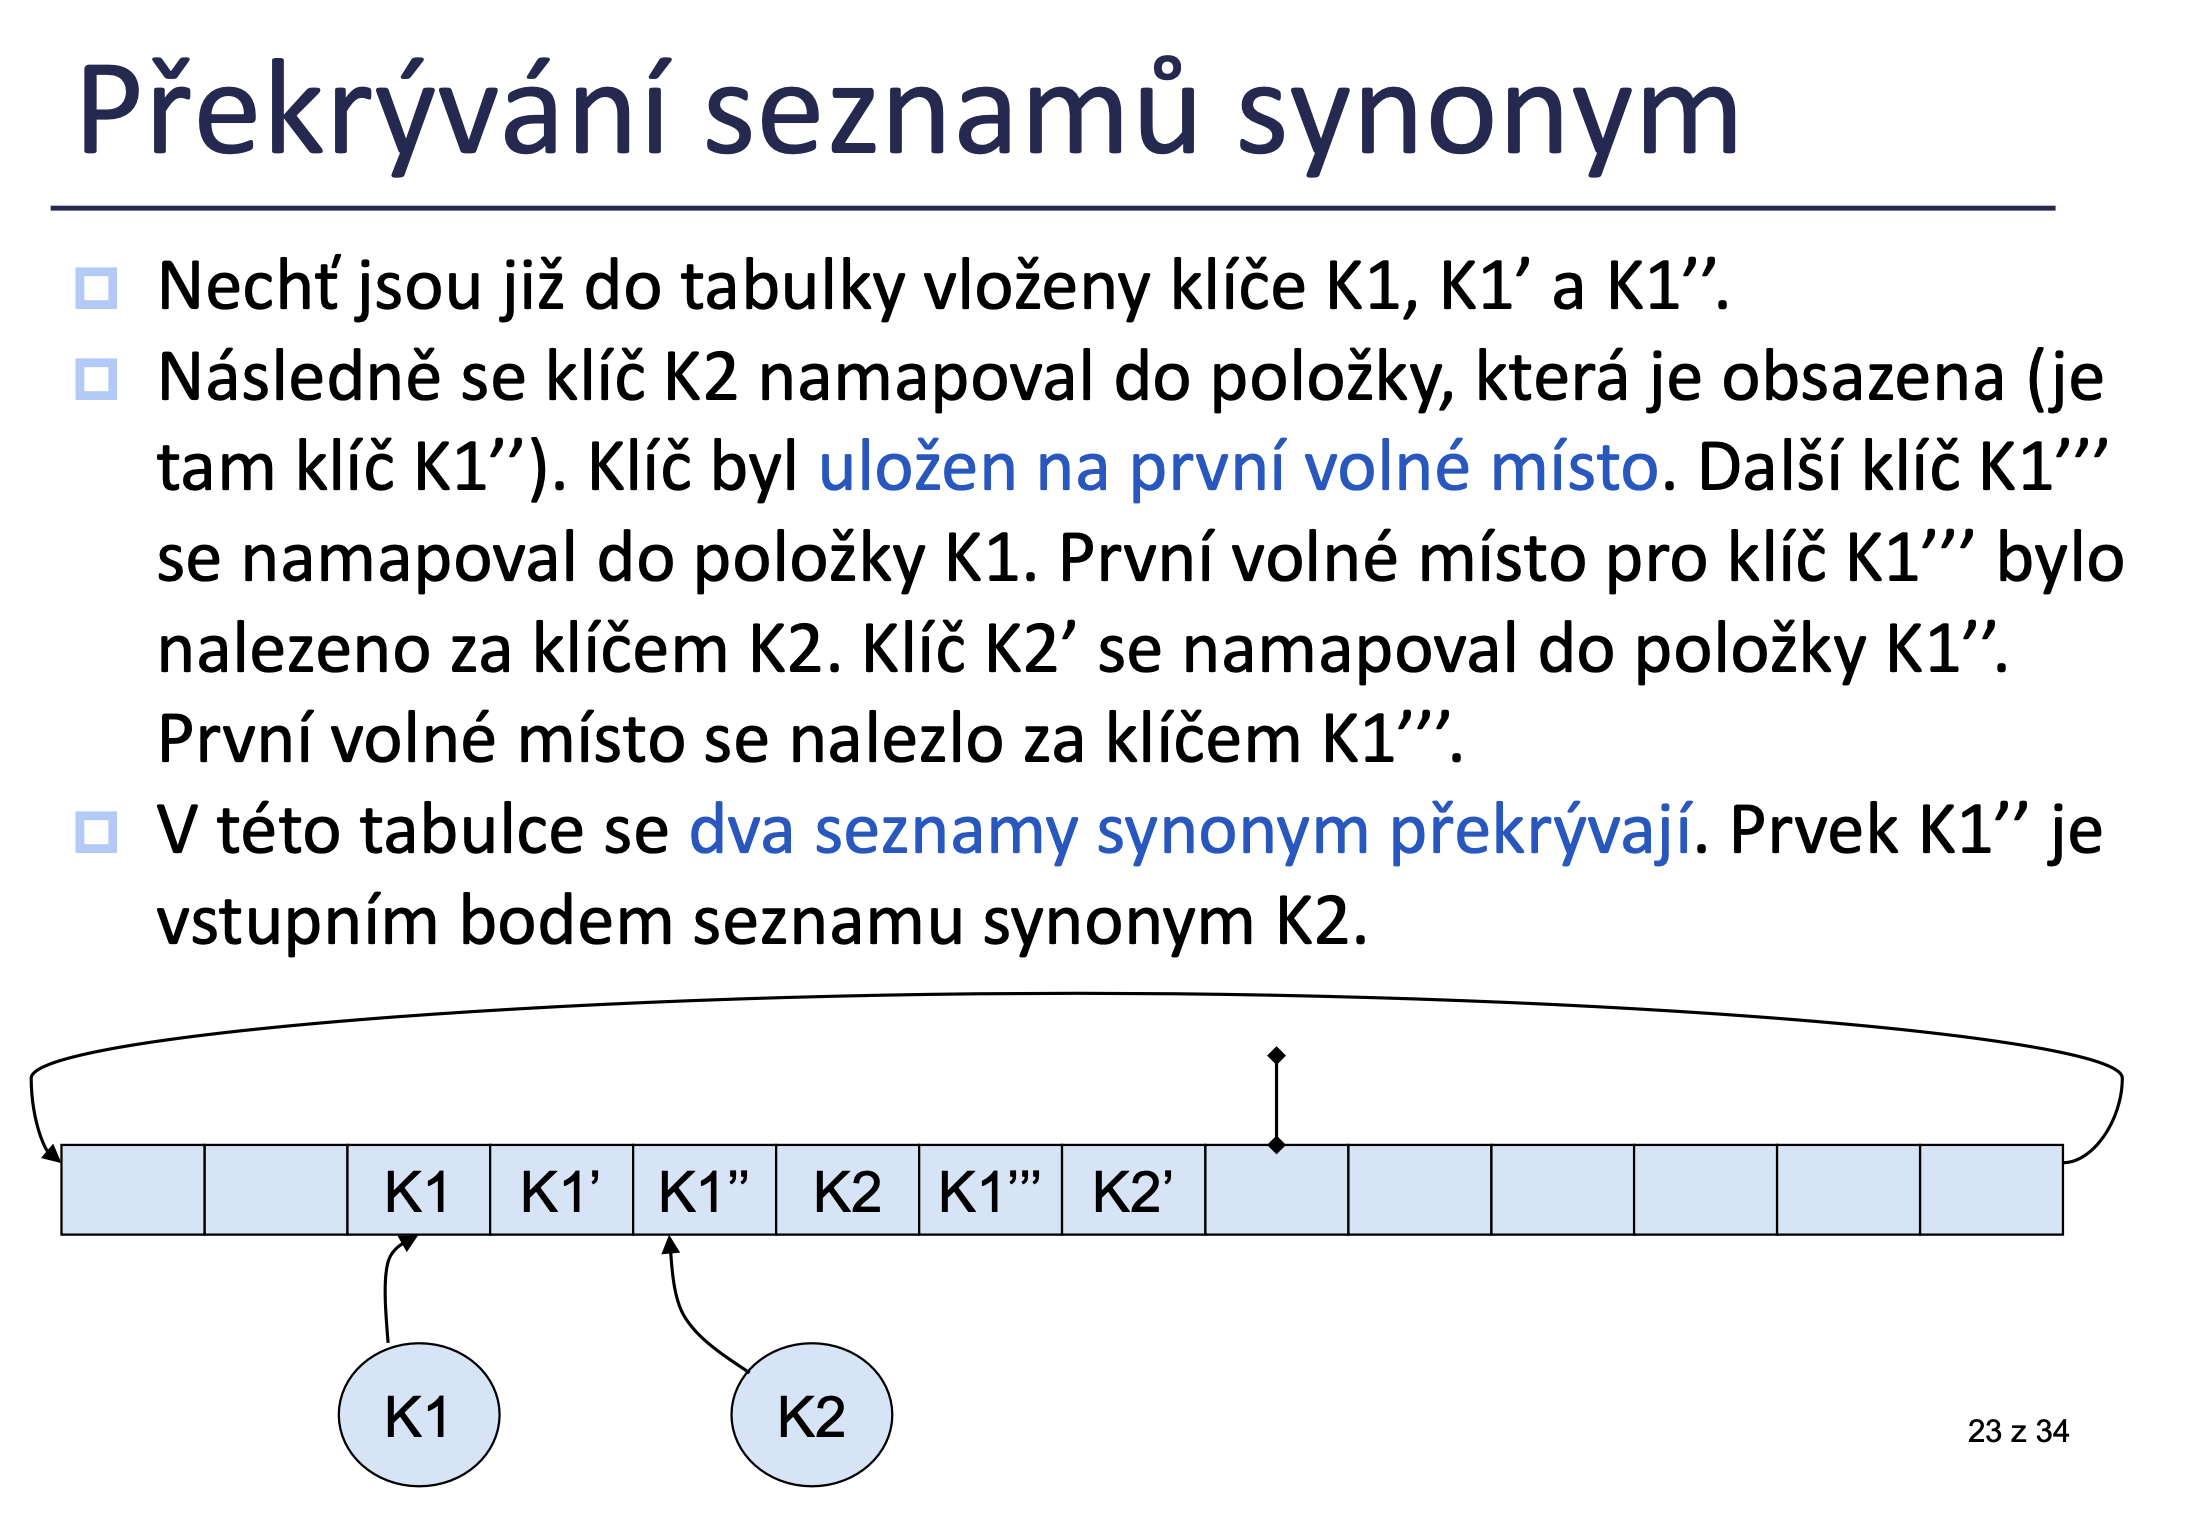 Překrývání seznamů synonym
Nechť jsou již do tabulky vloženy klíče K1, K1’ a K1’’.
Následně se klíč K2 namapoval do položky, která je obsazena (je
tam klíč K1’’). Klíč byl uložen na první volné místo. Další klíč K1’’’
se namapoval do položky K1. První volné místo pro klíč K1’’’ bylo
nalezeno za klíčem K2. Klíč K2’ se namapoval do položky K1’’.
První volné místo se nalezlo za klíčem K1’’’.
V této tabulce se dva seznamy synonym překrývají. Prvek K1’’ je
vstupním bodem seznamu synonym K2.
K1 K1’ K1’’ K2 K1’’’ K2’
K1 K2
23 z 34